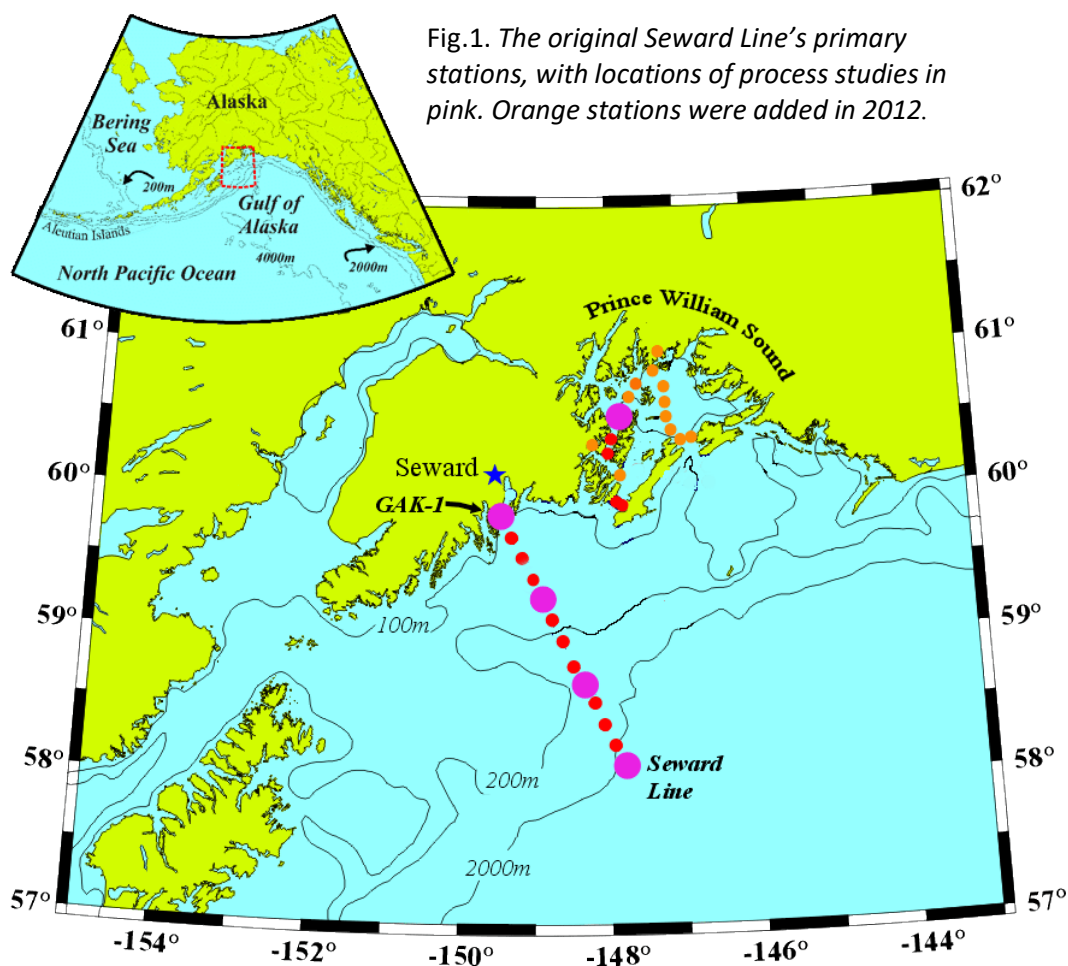 Fig.1. The original Seward Line’s primary
stations, with locations of process studies in
pink. Orange stations were added in 2012.
Alaska
Bering
Sea
200m
Gulf of
Alaska
Aleutian Islands
4000m
2000m
North Pacific Ocean
62°
61°
61°
Prince William Sound
60°
60°
Seward
GAK-1
59°
59°
100m
58°
58°
200m
Seward
Line
2000m
57°
57°
-154°
-152°
-150°
-148°
-146°
-144°